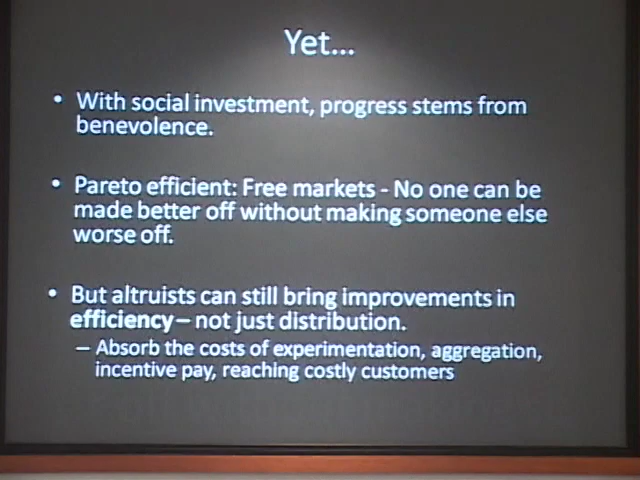 Yet...
• With social investment, progress stems from
benevolence.
• Pareto efficient: Free markets - No one can be
made better off without making someone else
worse off.
• But altruists can still bring improvements in
efficiency – not just distribution.
– Absorb the costs of experimentation, aggregation,
incentive pay, reaching costly customers